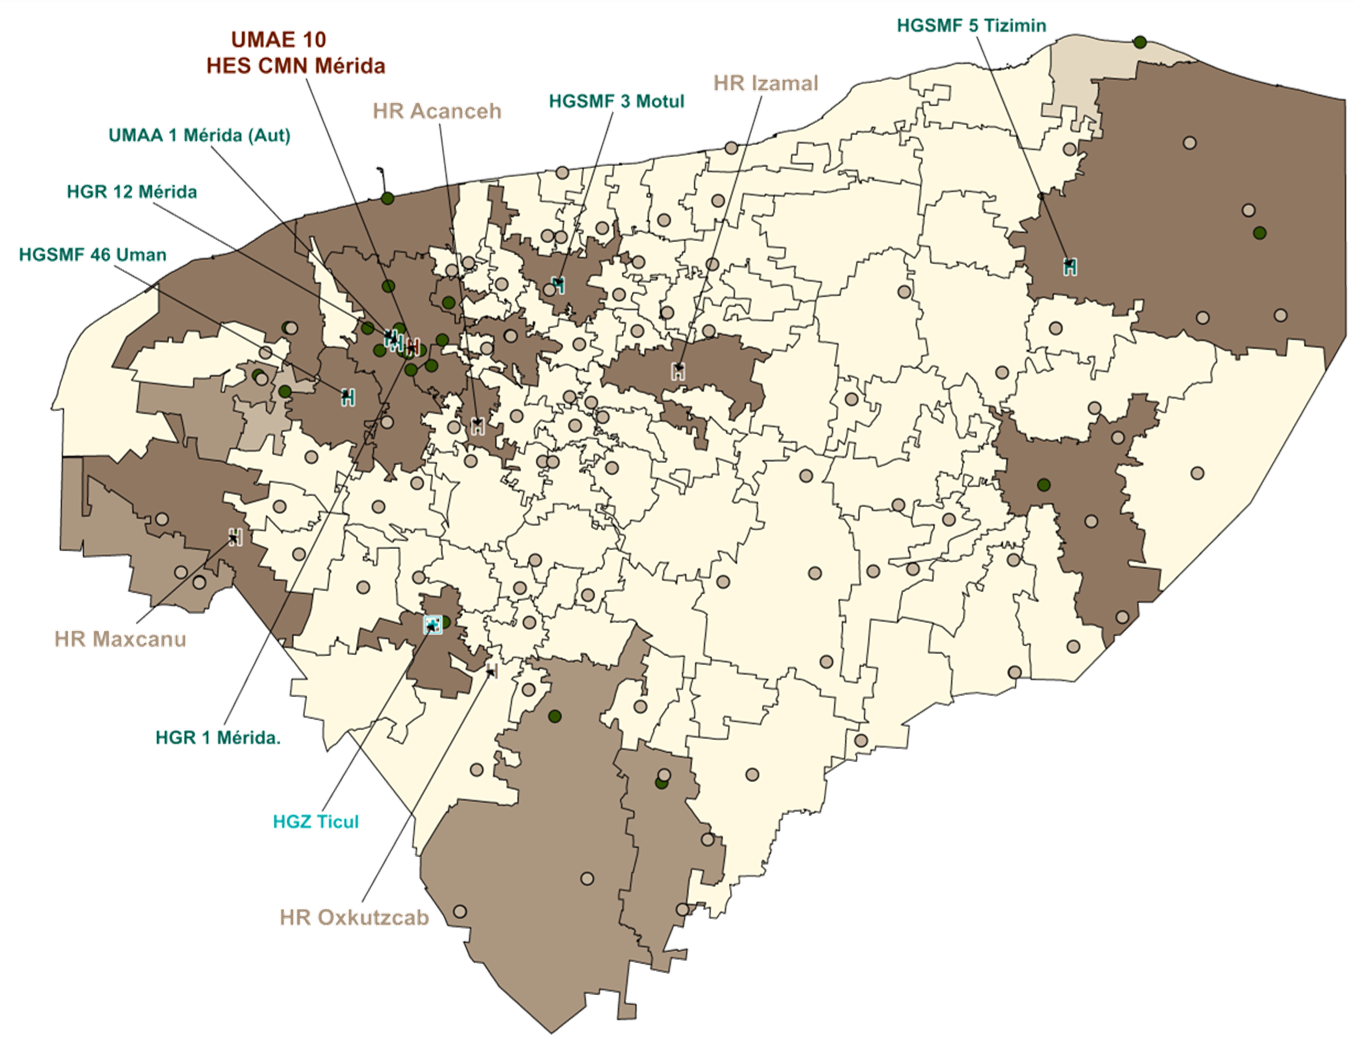 HGSMF 5 Tizimin
UMAE 10
HES CMN Mérida
HR Izamal
HGSMF 3 Motul
HR Acanceh
UMAA 1 Mérida (Aut)
HGR 12 Mérida
HGSMF 46 Uman
HR Maxcanu
HGR 1 Mérida.
HGZ Ticul
HR Oxkutzcab